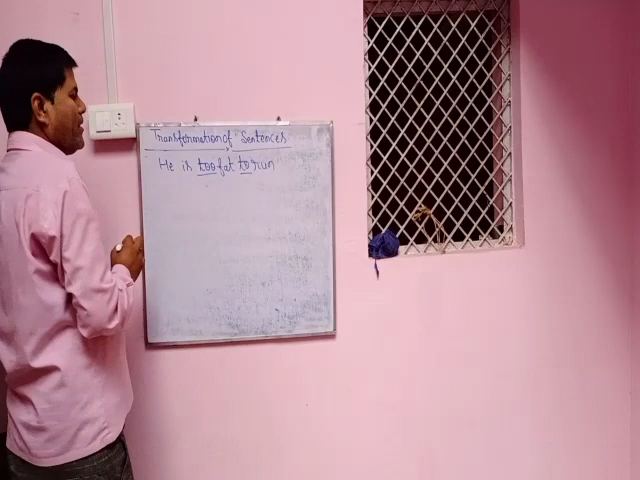 Transformation of Sentences
He is too fat to run